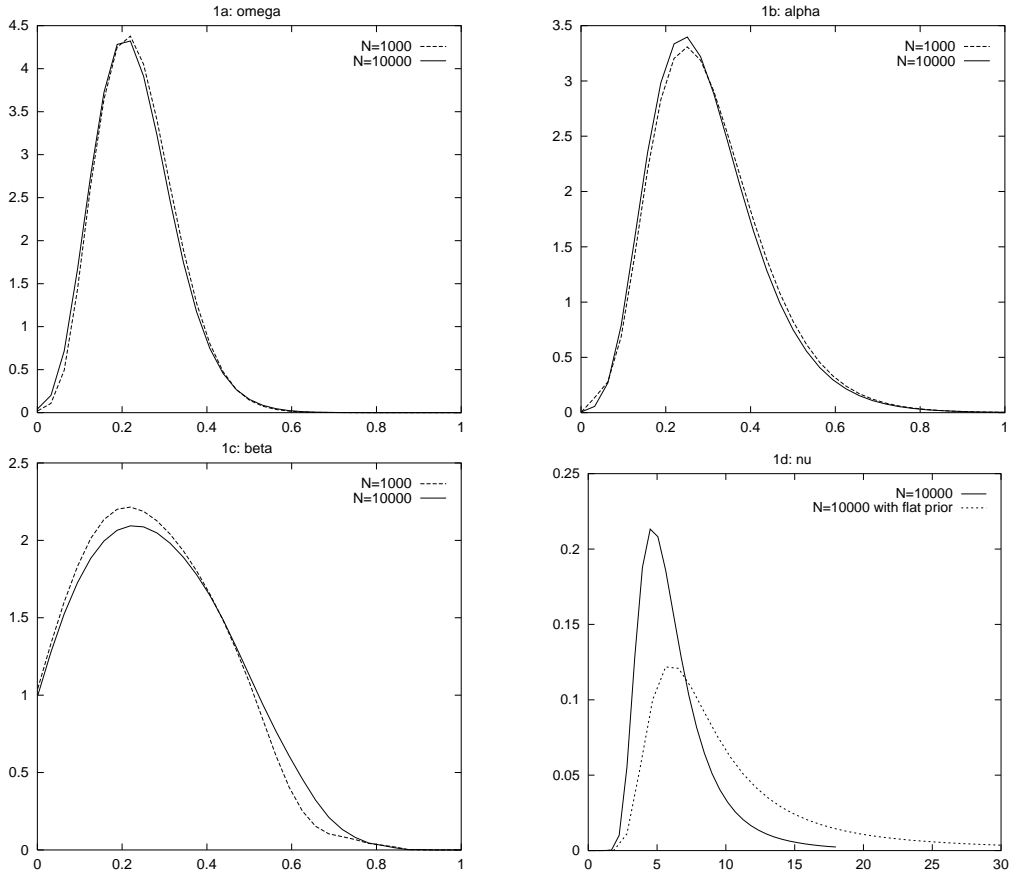 1a: omega
4.5
4
3.5
3
2.5
2
1.5
1
0.5
0
N=1000
N=10000
0 0.2 0.4 0.6 0.8 1
1b: alpha
3.5
3
2.5
2
1.5
1
0.5
0
N=1000
N=10000
0 0.2 0.4 0.6 0.8 1
1c: beta
2.5
2
1.5
1
0.5
0
N=1000
N=10000
0 0.2 0.4 0.6 0.8 1
1d: nu
0.25
0.2
0.15
0.1
0.05
0
N=10000
N=10000 with flat prior
0 5 10 15 20 25 30